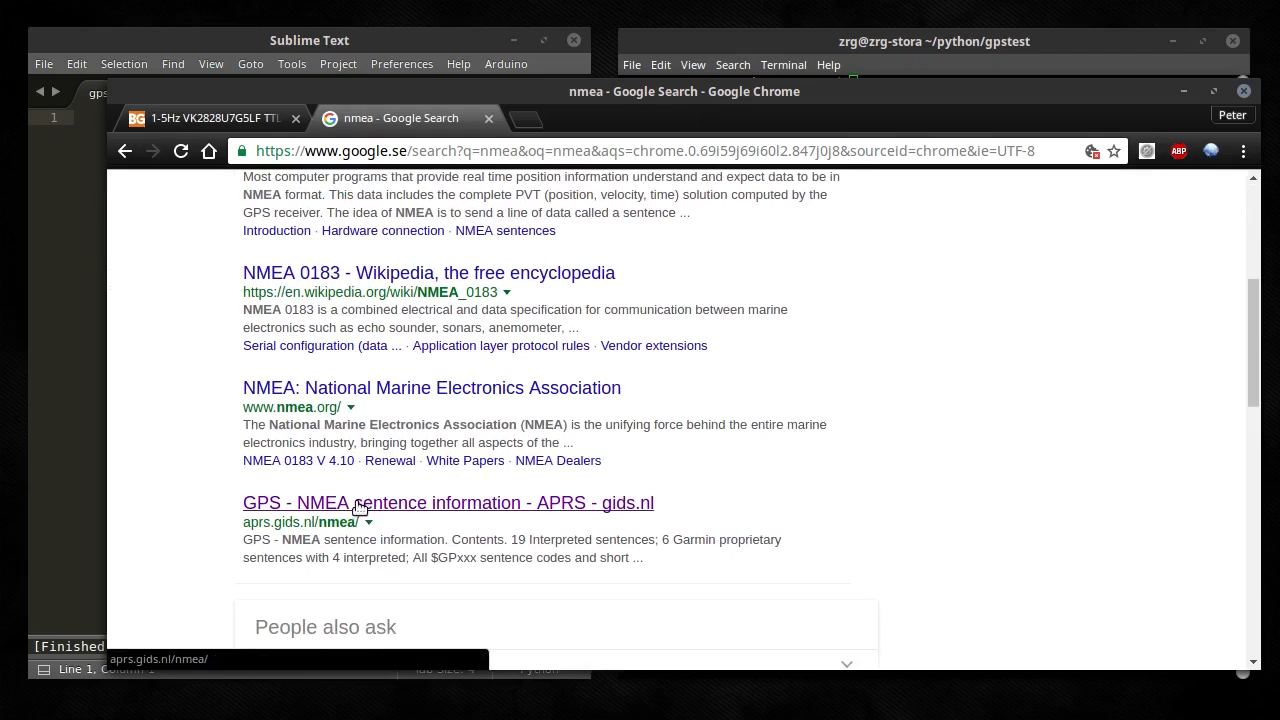 Sublime Text
File Edit Selection Find View Goto Tools Project Preferences Help Arduino
zrg@zrg-stora ~/python/gpstest
File Edit View Search Terminal Help
gps
1
nmea - Google Search - Google Chrome
BG 1-5Hz VK2828U7G5LF TTL
nmea - Google Search
Peter
https://www.google.se/search?q=nmea&oq=nmea&aqs=chrome.0.69i59j69i60l2.847j0j8&sourceid=chrome&ie=UTF-8
ABP
Most computer programs that provide real time position information understand and expect data to be in
NMEA format. This data includes the complete PVT (position, velocity, time) solution computed by the
GPS receiver. The idea of NMEA is to send a line of data called a sentence ...
Introduction · Hardware connection · NMEA sentences
NMEA 0183 - Wikipedia, the free encyclopedia
https://en.wikipedia.org/wiki/NMEA_0183
NMEA 0183 is a combined electrical and data specification for communication between marine
electronics such as echo sounder, sonars, anemometer, ...
Serial configuration (data ... · Application layer protocol rules · Vendor extensions
NMEA: National Marine Electronics Association
www.nmea.org/
The National Marine Electronics Association (NMEA) is the unifying force behind the entire marine
electronics industry, bringing together all aspects of the ...
NMEA 0183 V 4.10 · Renewal · White Papers · NMEA Dealers
GPS - NMEA sentence information - APRS - gids.nl
aprs.gids.nl/nmea/
GPS - NMEA sentence information. Contents. 19 Interpreted sentences; 6 Garmin proprietary
sentences with 4 interpreted; All $GPxxx sentence codes and short ...
People also ask
[Finished
aprs.gids.nl/nmea/
Line 1, Column 1
Tab Size: 4
Python